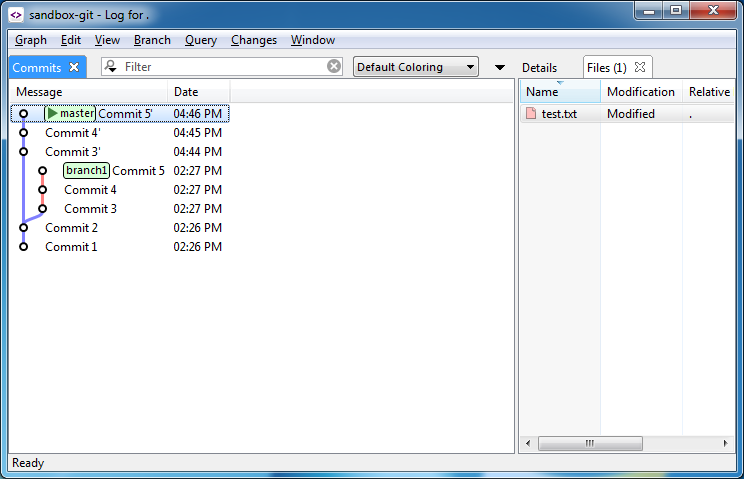 sandbox-git - Log for .
Graph Edit View Branch Query Changes Window
Commits Filter Default Coloring Details Files (1)
Message Date Name Modification Relative
master Commit 5' 04:46 PM test.txt Modified .
Commit 4' 04:45 PM
Commit 3' 04:44 PM
branch1 Commit 5 02:27 PM
Commit 4 02:27 PM
Commit 3 02:27 PM
Commit 2 02:26 PM
Commit 1 02:26 PM
Ready